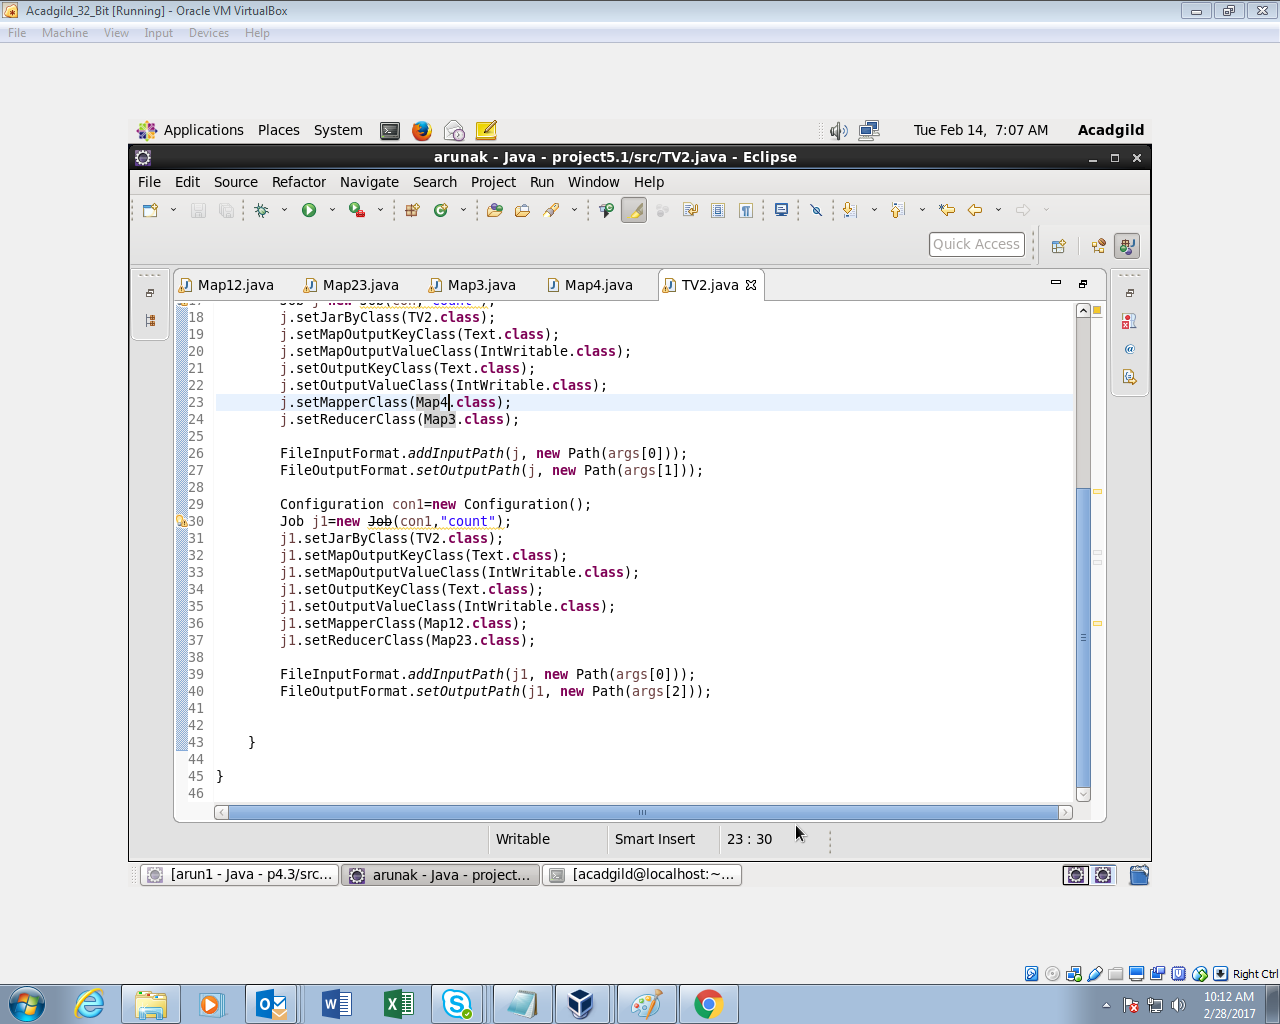 Acadgild_32_Bit [Running] - Oracle VM VirtualBox
File Machine View Input Devices Help
Applications Places System Tue Feb 14, 7:07 AM Acadgild
arunak - Java - project5.1/src/TV2.java - Eclipse
File Edit Source Refactor Navigate Search Project Run Window Help
Quick Access
Map12.java Map23.java Map3.java Map4.java TV2.java
17 Job j=new Job(con,"count");
18 j.setJarByClass(TV2.class);
19 j.setMapOutputKeyClass(Text.class);
20 j.setMapOutputValueClass(IntWritable.class);
21 j.setOutputKeyClass(Text.class);
22 j.setOutputValueClass(IntWritable.class);
23 j.setMapperClass(Map4.class);
24 j.setReducerClass(Map3.class);
25
26 FileInputFormat.addInputPath(j, new Path(args[0]));
27 FileOutputFormat.setOutputPath(j, new Path(args[1]));
28
29 Configuration con1=new Configuration();
30 Job j1=new Job(con1,"count");
31 j1.setJarByClass(TV2.class);
32 j1.setMapOutputKeyClass(Text.class);
33 j1.setMapOutputValueClass(IntWritable.class);
34 j1.setOutputKeyClass(Text.class);
35 j1.setOutputValueClass(IntWritable.class);
36 j1.setMapperClass(Map12.class);
37 j1.setReducerClass(Map23.class);
38
39 FileInputFormat.addInputPath(j1, new Path(args[0]));
40 FileOutputFormat.setOutputPath(j1, new Path(args[2]));
41
42
43 }
44
45 }
46
Writable Smart Insert 23 : 30
[arun1 - Java - p4.3/src... arunak - Java - project... [acadgild@localhost:~...
Right Ctrl
10:12 AM
2/28/2017